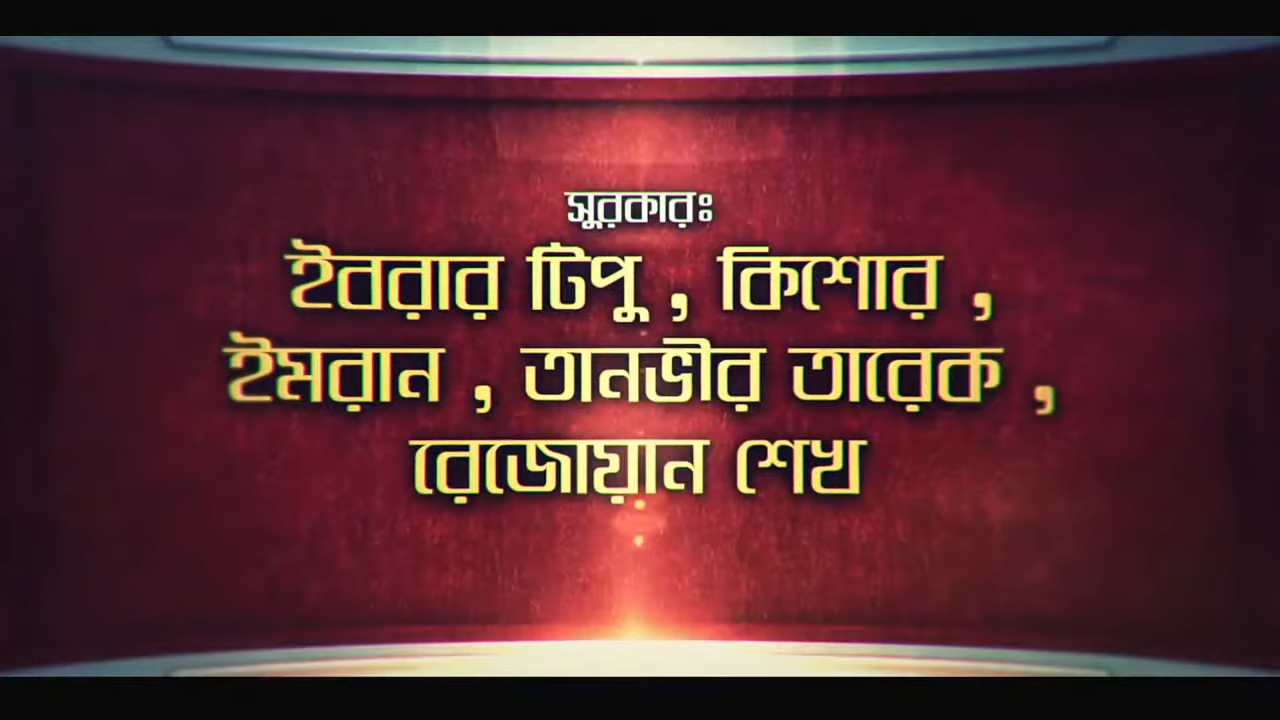 সুরকারঃ
ইবরার টিপু , কিশোর ,
ইমরান , তানভীর তারেক ,
রেজোয়ান শেখ